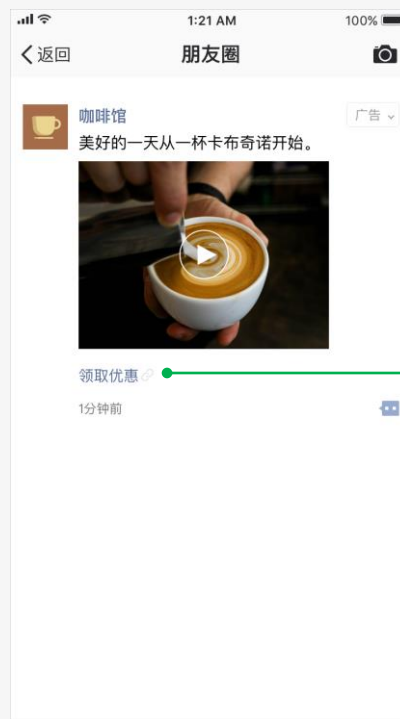 1:21 AM
100%
返回
朋友圈
咖啡馆
广告
美好的一天从一杯卡布奇诺开始。
领取优惠
1分钟前